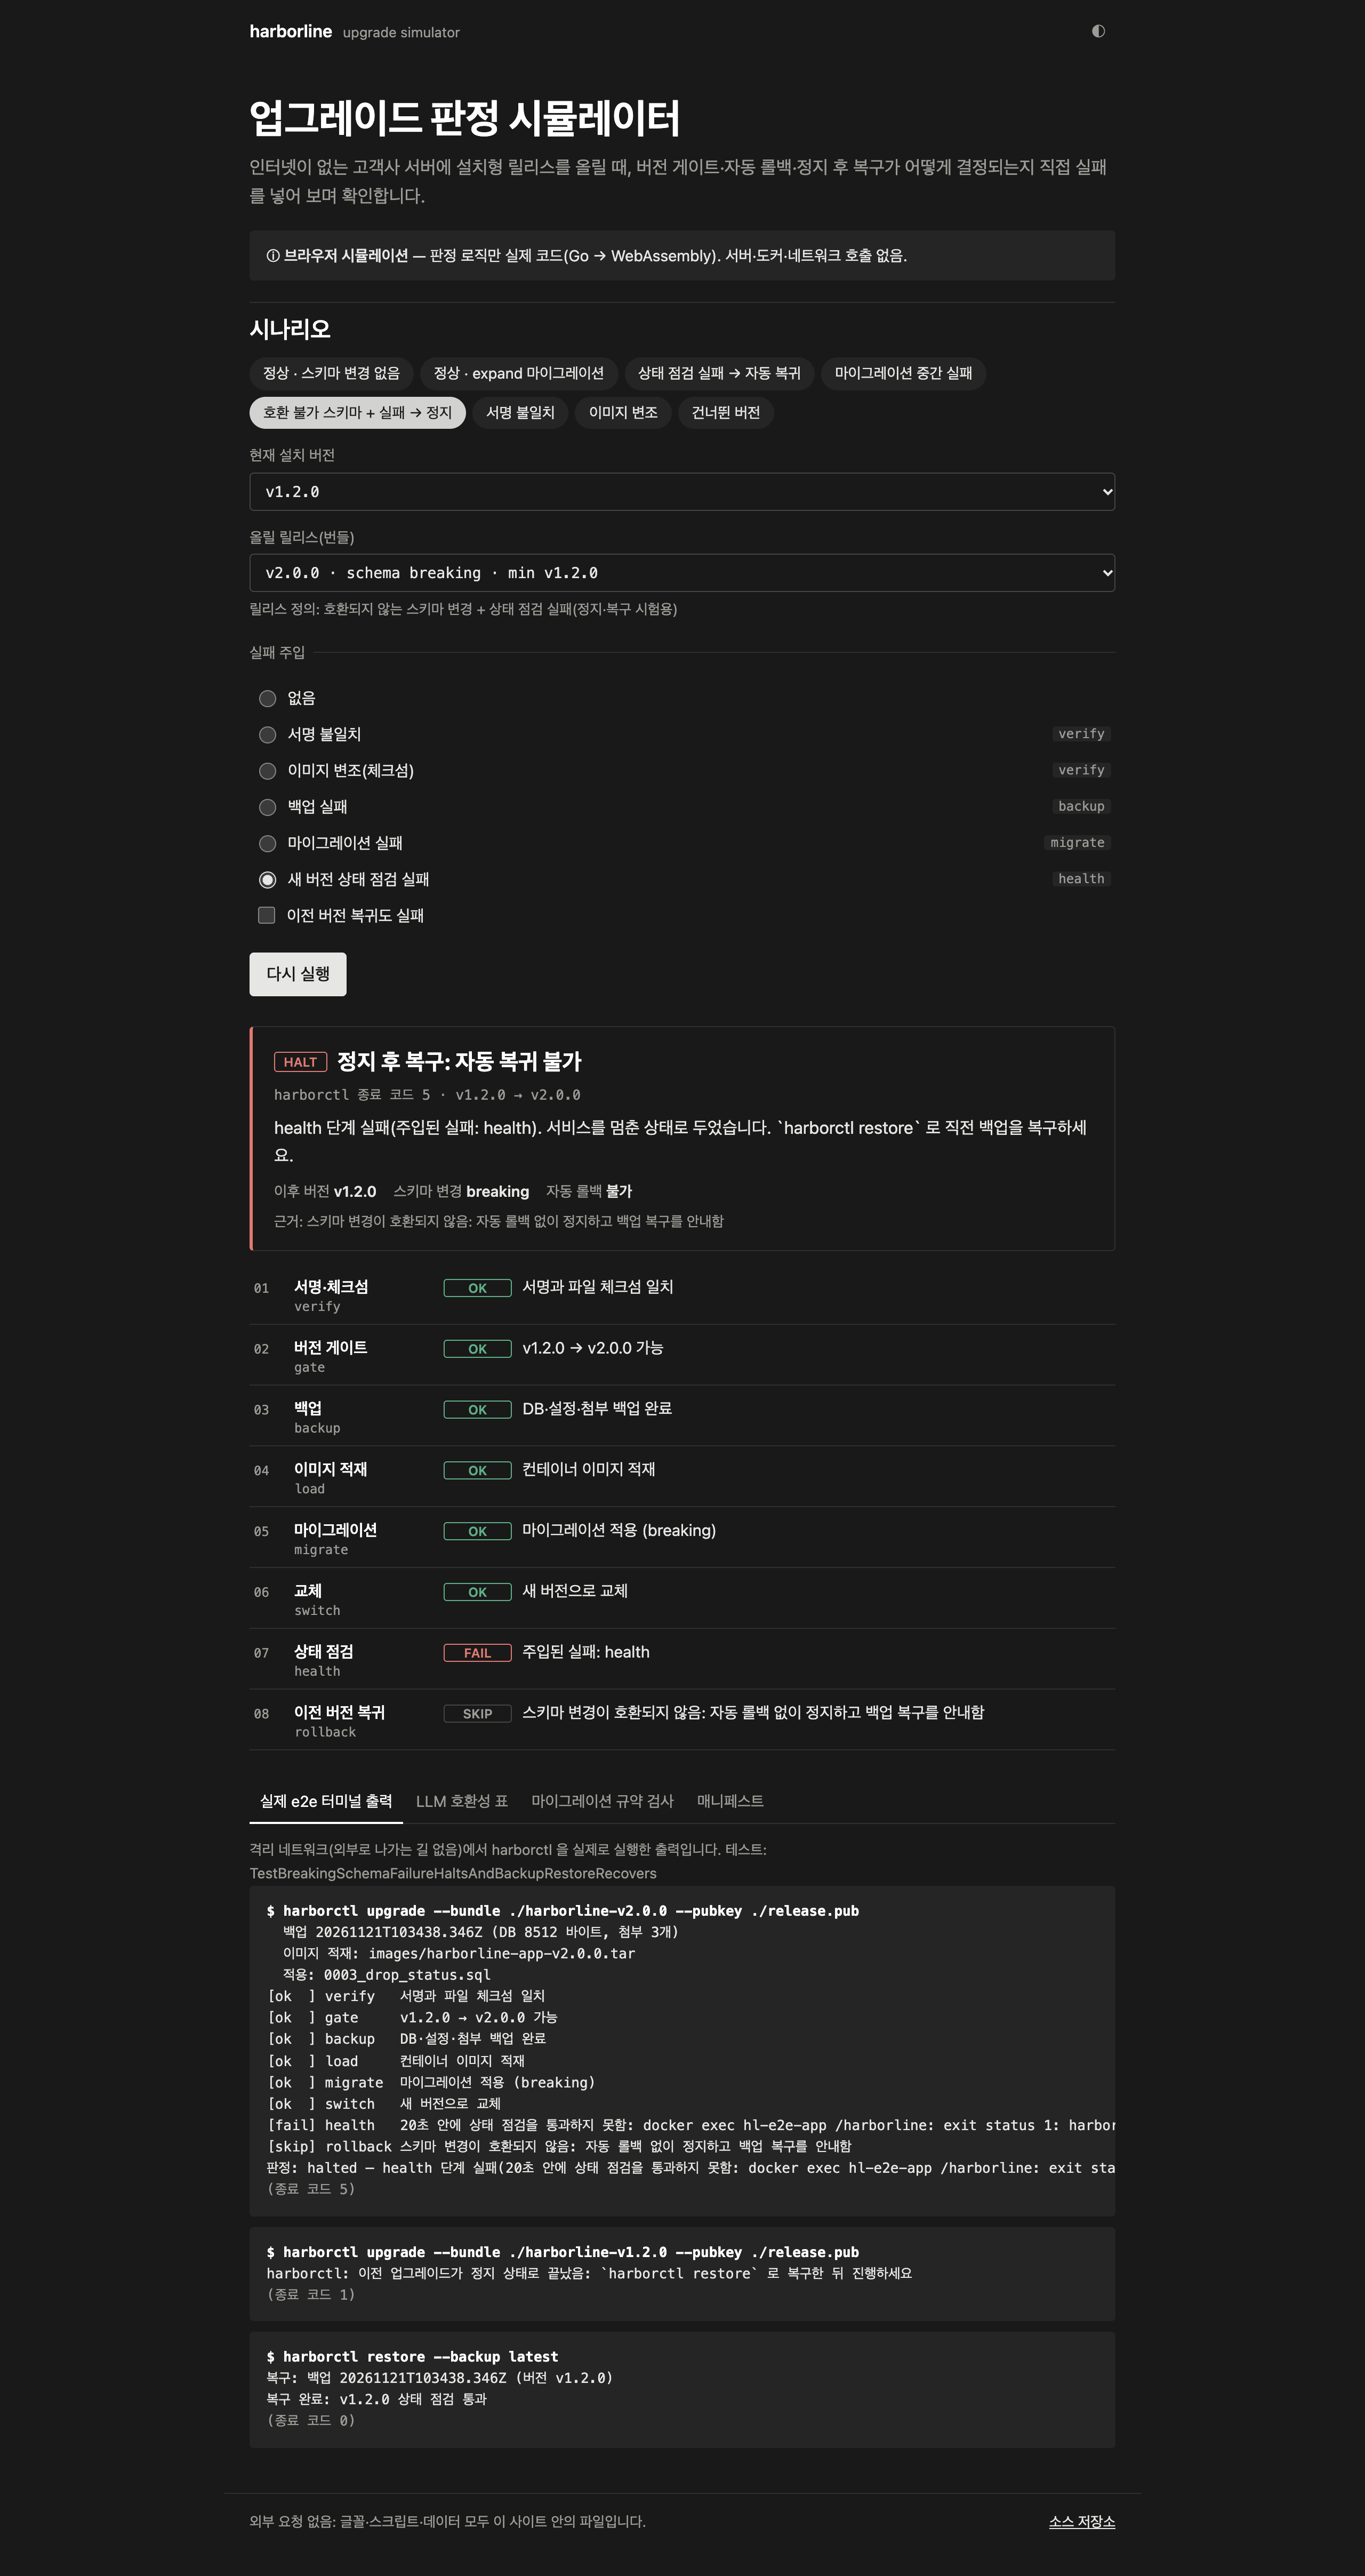 harborline upgrade simulator
업그레이드 판정 시뮬레이터
인터넷이 없는 고객사 서버에 설치형 릴리스를 올릴 때, 버전 게이트·자동 롤백·정지 후 복구가 어떻게 결정되는지 직접 실패
를 넣어 보며 확인합니다.
ⓘ 브라우저 시뮬레이션 — 판정 로직만 실제 코드(Go → WebAssembly). 서버·도커·네트워크 호출 없음.
시나리오
정상 · 스키마 변경 없음
정상 · expand 마이그레이션
상태 점검 실패 → 자동 복귀
마이그레이션 중간 실패
호환 불가 스키마 + 실패 → 정지
서명 불일치
이미지 변조
건너뛴 버전
현재 설치 버전
v1.2.0
올릴 릴리스(번들)
v2.0.0 · schema breaking · min v1.2.0
릴리스 정의: 호환되지 않는 스키마 변경 + 상태 점검 실패(정지·복구 시험용)
실패 주입
없음
서명 불일치 verify
이미지 변조(체크섬) verify
백업 실패 backup
마이그레이션 실패 migrate
새 버전 상태 점검 실패 health
이전 버전 복귀도 실패
다시 실행
HALT 정지 후 복구: 자동 복귀 불가
harborctl 종료 코드 5 · v1.2.0 → v2.0.0
health 단계 실패(주입된 실패: health). 서비스를 멈춘 상태로 두었습니다. `harborctl restore` 로 직전 백업을 복구하세
요.
이후 버전 v1.2.0 스키마 변경 breaking 자동 롤백 불가
근거: 스키마 변경이 호환되지 않음: 자동 롤백 없이 정지하고 백업 복구를 안내함
01 서명·체크섬 OK 서명과 파일 체크섬 일치
verify
02 버전 게이트 OK v1.2.0 → v2.0.0 가능
gate
03 백업 OK DB·설정·첨부 백업 완료
backup
04 이미지 적재 OK 컨테이너 이미지 적재
load
05 마이그레이션 OK 마이그레이션 적용 (breaking)
migrate
06 교체 OK 새 버전으로 교체
switch
07 상태 점검 FAIL 주입된 실패: health
health
08 이전 버전 복귀 SKIP 스키마 변경이 호환되지 않음: 자동 롤백 없이 정지하고 백업 복구를 안내함
rollback
실제 e2e 터미널 출력 LLM 호환성 표 마이그레이션 규약 검사 매니페스트
격리 네트워크(외부로 나가는 길 없음)에서 harborctl 을 실제로 실행한 출력입니다. 테스트:
TestBreakingSchemaFailureHaltsAndBackupRestoreRecovers
$ harborctl upgrade --bundle ./harborline-v2.0.0 --pubkey ./release.pub
백업 20261121T103438.346Z (DB 8512 바이트, 첨부 3개)
이미지 적재: images/harborline-app-v2.0.0.tar
적용: 0003_drop_status.sql
[ok  ] verify 서명과 파일 체크섬 일치
[ok  ] gate v1.2.0 → v2.0.0 가능
[ok  ] backup DB·설정·첨부 백업 완료
[ok  ] load 컨테이너 이미지 적재
[ok  ] migrate 마이그레이션 적용 (breaking)
[ok  ] switch 새 버전으로 교체
[fail] health 20초 안에 상태 점검을 통과하지 못함: docker exec hl-e2e-app /harborline: exit status 1: harbor
[skip] rollback 스키마 변경이 호환되지 않음: 자동 롤백 없이 정지하고 백업 복구를 안내함
판정: halted — health 단계 실패(20초 안에 상태 점검을 통과하지 못함: docker exec hl-e2e-app /harborline: exit sta
(종료 코드 5)
$ harborctl upgrade --bundle ./harborline-v1.2.0 --pubkey ./release.pub
harborctl: 이전 업그레이드가 정지 상태로 끝났음: `harborctl restore` 로 복구한 뒤 진행하세요
(종료 코드 1)
$ harborctl restore --backup latest
복구: 백업 20261121T103438.346Z (버전 v1.2.0)
복구 완료: v1.2.0 상태 점검 통과
(종료 코드 0)
외부 요청 없음: 글꼴·스크립트·데이터 모두 이 사이트 안의 파일입니다.
소스 저장소